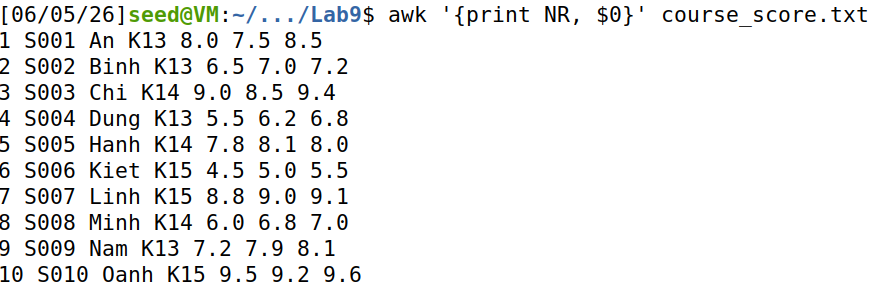 [06/05/26]seed@VM:~/.../Lab9$ awk '{print NR, $0}' course_score.txt
1 S001 An K13 8.0 7.5 8.5
2 S002 Binh K13 6.5 7.0 7.2
3 S003 Chi K14 9.0 8.5 9.4
4 S004 Dung K13 5.5 6.2 6.8
5 S005 Hanh K14 7.8 8.1 8.0
6 S006 Kiet K15 4.5 5.0 5.5
7 S007 Linh K15 8.8 9.0 9.1
8 S008 Minh K14 6.0 6.8 7.0
9 S009 Nam K13 7.2 7.9 8.1
10 S010 Oanh K15 9.5 9.2 9.6